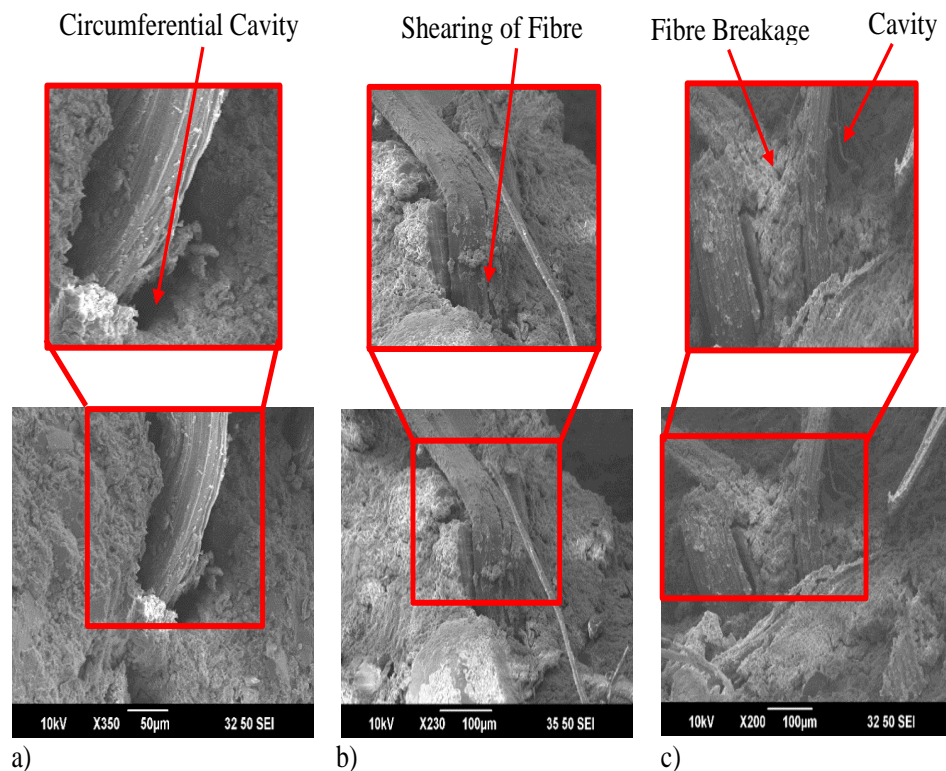 Circumferential Cavity
Shearing of Fibre
Fibre Breakage
Cavity
10kV X350 50µm 32 50 SEI
10kV X230 100µm 35 50 SEI
10kV X200 100µm 32 50 SEI
a)
b)
c)